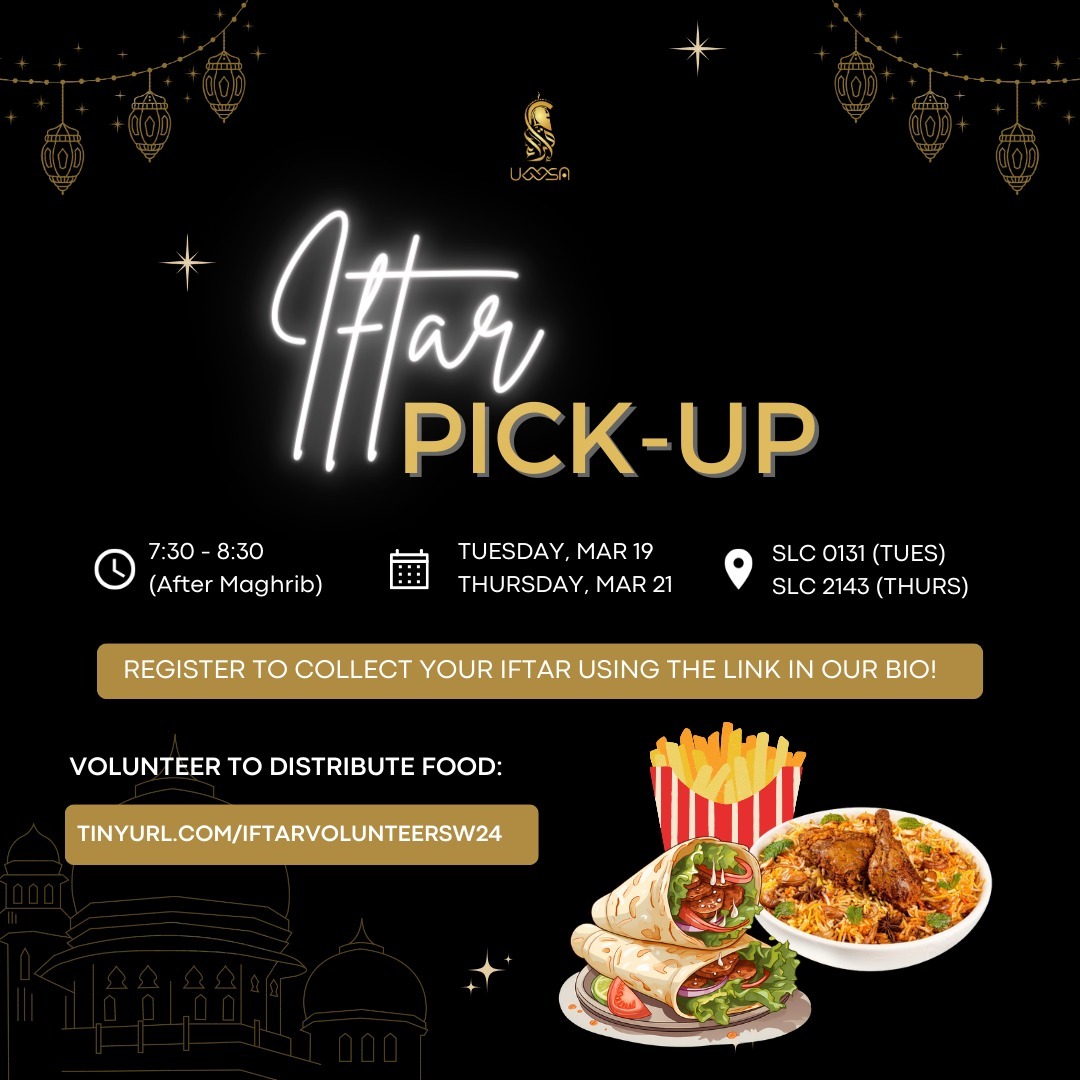 Iftar
PICK-UP
7:30 - 8:30
(After Maghrib)
TUESDAY, MAR 19
THURSDAY, MAR 21
SLC 0131 (TUES)
SLC 2143 (THURS)
REGISTER TO COLLECT YOUR IFTAR USING THE LINK IN OUR BIO!
VOLUNTEER TO DISTRIBUTE FOOD:
TINYURL.COM/IFTARVOLUNTEERSW24